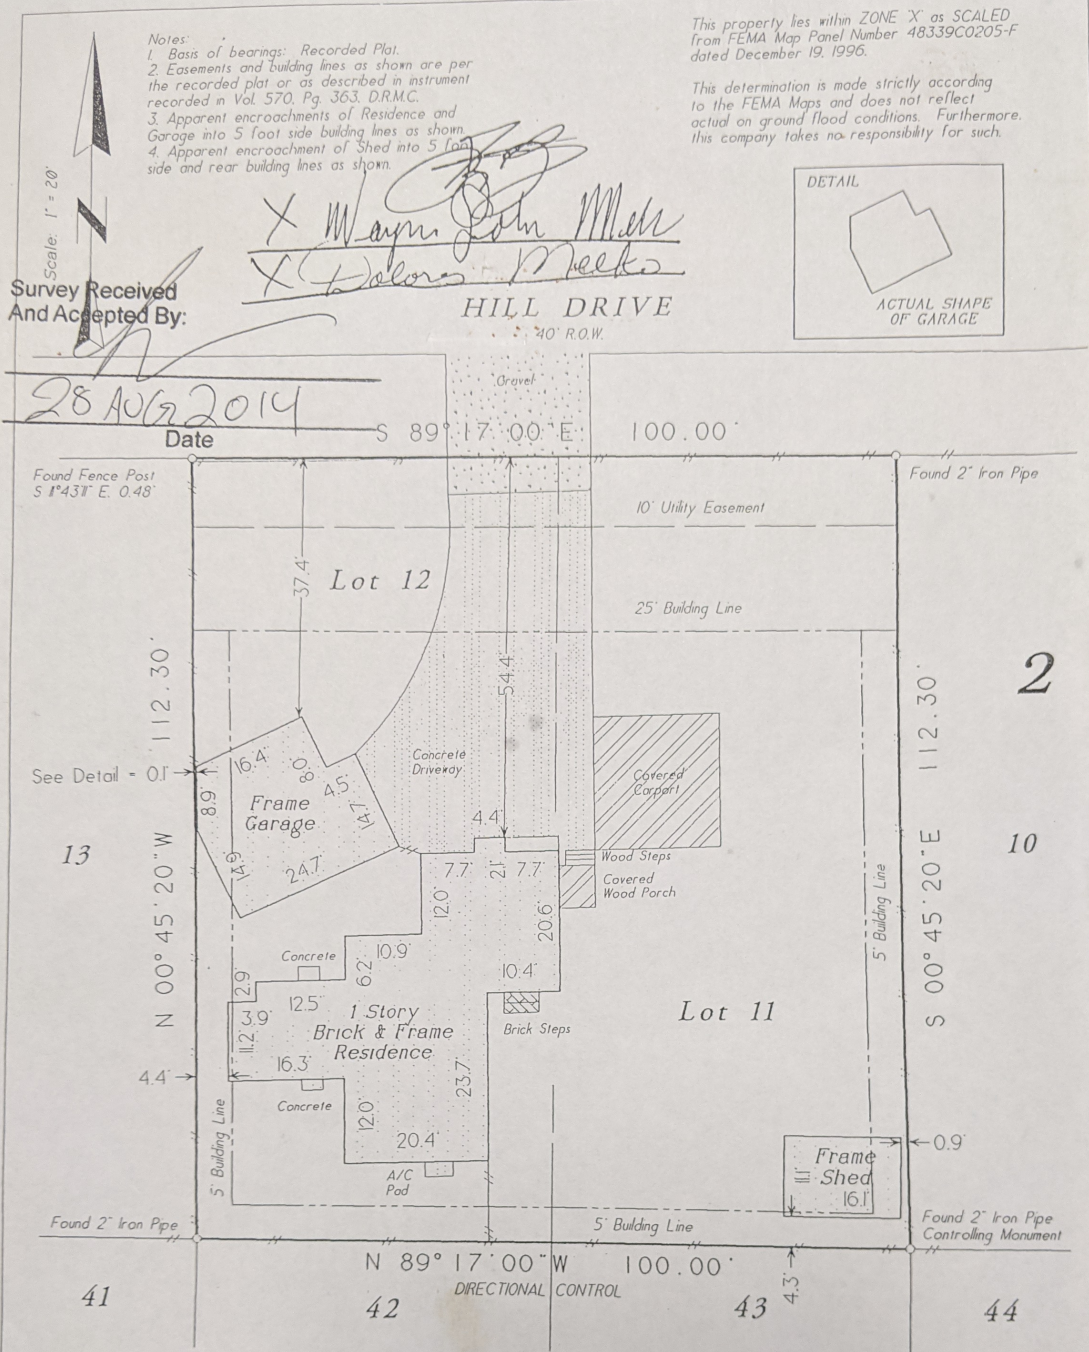 Notes:
1. Basis of bearings: Recorded Plat.
2. Easements and building lines as shown are per
the recorded plat or as described in instrument
recorded in Vol. 570, Pg. 363, D.R.M.C.
3. Apparent encroachments of Residence and
Garage into 5 foot side building lines as shown.
4. Apparent encroachment of Shed into 5 foot
side and rear building lines as shown.
This property lies within ZONE 'X' as SCALED
from FEMA Map Panel Number 48339C0205-F
dated December 19, 1996.
This determination is made strictly according
to the FEMA Maps and does not reflect
actual on ground flood conditions. Furthermore,
this company takes no responsibility for such.
Scale: 1" = 20'
N
DETAIL
ACTUAL SHAPE
OF GARAGE
X Wayne John
X Dolores
Survey Received
And Accepted By:
28 AUG 2014
Date
HILL DRIVE
40' R.O.W.
Gravel
S 89° 17' 00" E 100.00'
Found Fence Post
S 11°43'11" E, 0.48'
Found 2" Iron Pipe
10' Utility Easement
37.4'
Lot 12
25' Building Line
54.4'
N 00° 45' 20" W 112.30'
S 00° 45' 20" E 112.30'
2
See Detail = 0.1'
16.4'
8.0'
4.5'
14.7'
8.9'
Frame
Garage
14.9'
24.7'
Concrete
Driveway
Covered
Carport
4.4'
13
10
7.7'
2.1'
7.7'
Wood Steps
Covered
Wood Porch
12.0'
20.6'
5' Building Line
10.9'
Concrete
6.2'
10.4'
2.9'
12.5'
3.9'
11.2'
1 Story
Brick & Frame
Residence
Brick Steps
Lot 11
16.3'
23.7'
4.4'
Concrete
12.0'
20.4'
5' Building Line
A/C
Pad
Frame
Shed
11.1'
16.1'
0.9'
Found 2" Iron Pipe
5' Building Line
Found 2" Iron Pipe
Controlling Monument
N 89° 17' 00" W 100.00'
DIRECTIONAL CONTROL
4.3'
41
42
43
44